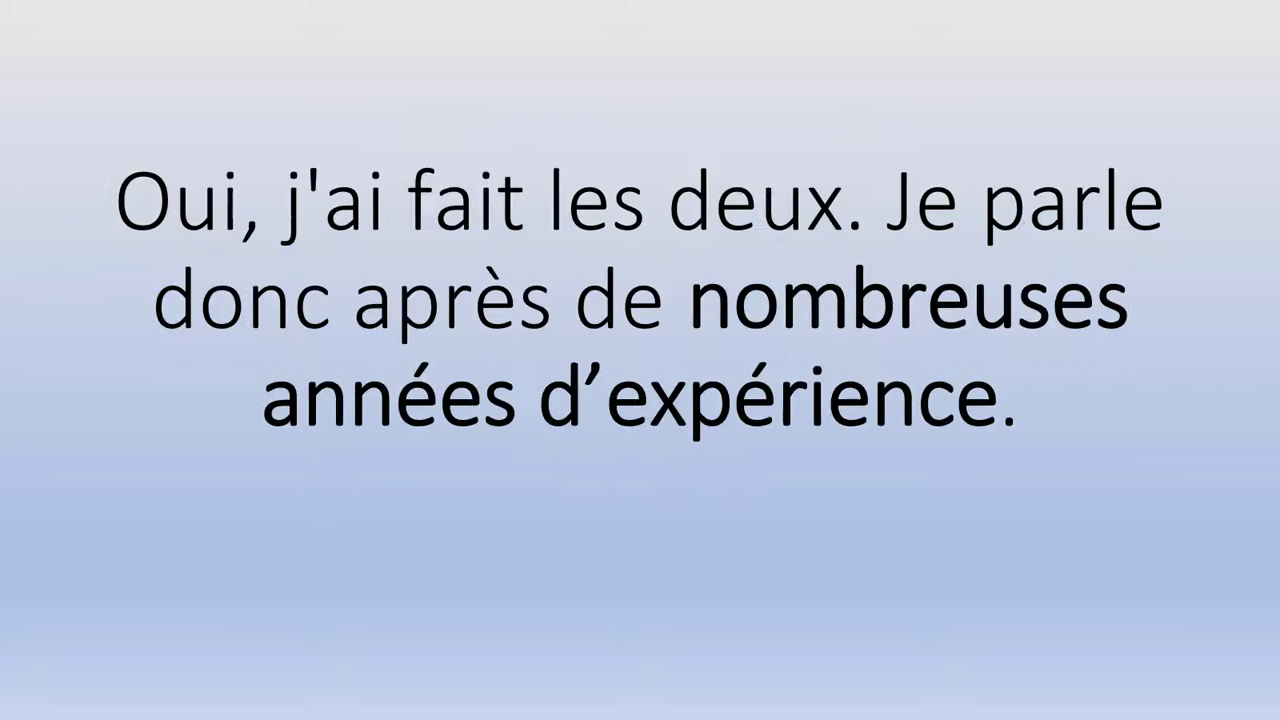 Oui, j'ai fait les deux. Je parle
donc après de nombreuses
années d’expérience.